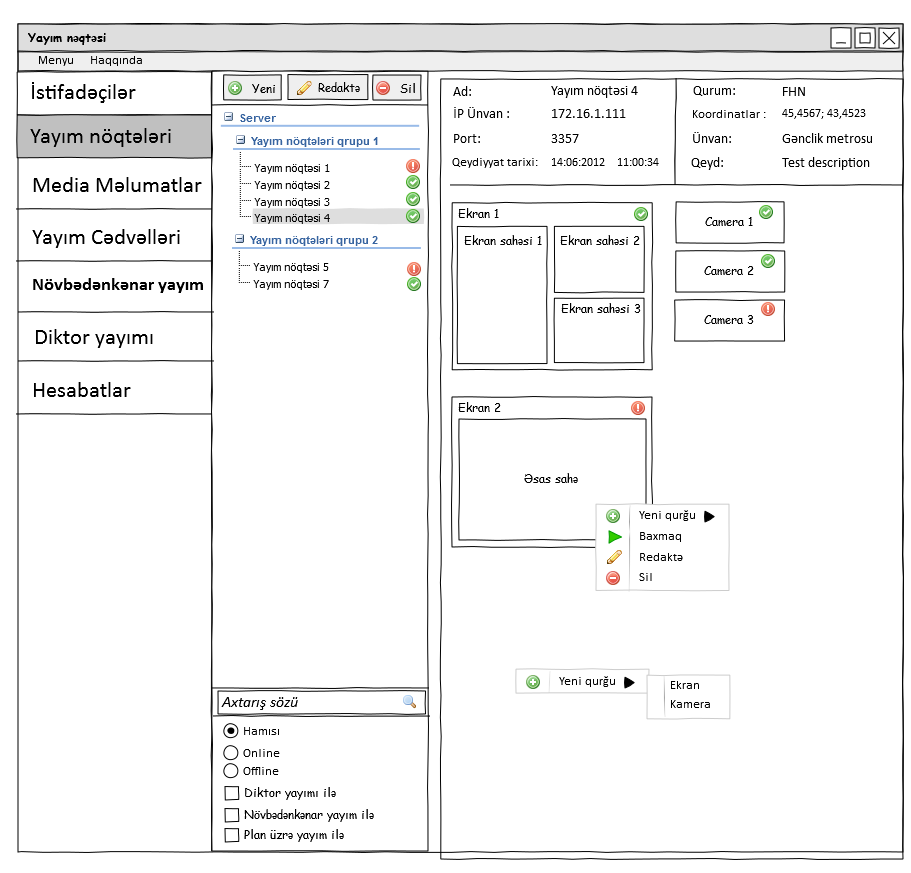 Yayım nəqtəsi
Menyu Haqqında
İstifadəçilər
Yayım nöqtələri
Media Məlumatlar
Yayım Cədvəlləri
Növbədənkənar yayım
Diktor yayımı
Hesabatlar
Yeni Redaktə Sil
Server
Yayım nöqtələri qrupu 1
Yayım nöqtəsi 1
Yayım nöqtəsi 2
Yayım nöqtəsi 3
Yayım nöqtəsi 4
Yayım nöqtələri qrupu 2
Yayım nöqtəsi 5
Yayım nöqtəsi 7
Axtarış sözü
Hamısı
Online
Offline
Diktor yayımı ilə
Növbədənkənar yayım ilə
Plan üzrə yayım ilə
Ad: Yayım nöqtəsi 4
İP Ünvan : 172.16.1.111
Port: 3357
Qeydiyyat tarixi: 14:06:2012 11:00:34
Qurum: FHN
Koordinatlar : 45,4567; 43,4523
Ünvan: Gənclik metrosu
Qeyd: Test description
Ekran 1
Ekran sahəsi 1
Ekran sahəsi 2
Ekran sahəsi 3
Camera 1
Camera 2
Camera 3
Ekran 2
Əsas sahə
Yeni qurğu
Baxmaq
Redaktə
Sil
Yeni qurğu
Ekran
Kamera